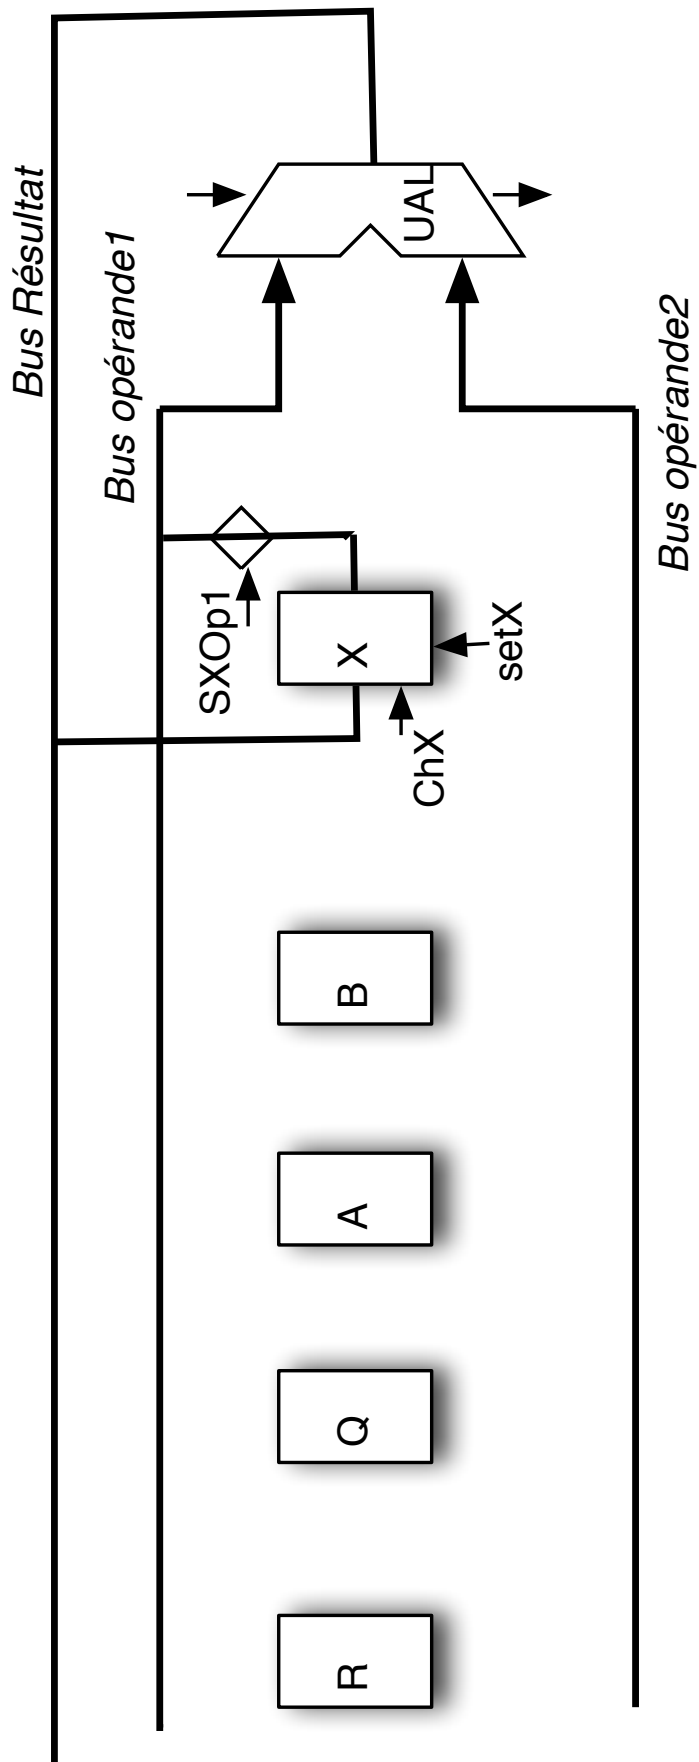 Bus Résultat
Bus opérande1
UAL
Bus opérande2
SXOp1
X
setX
ChX
B
A
Q
R